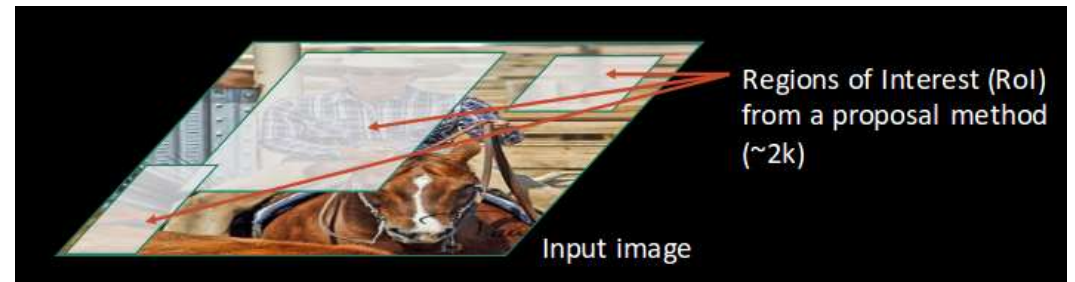 Regions of Interest (RoI)
from a proposal method
(~2k)
Input image